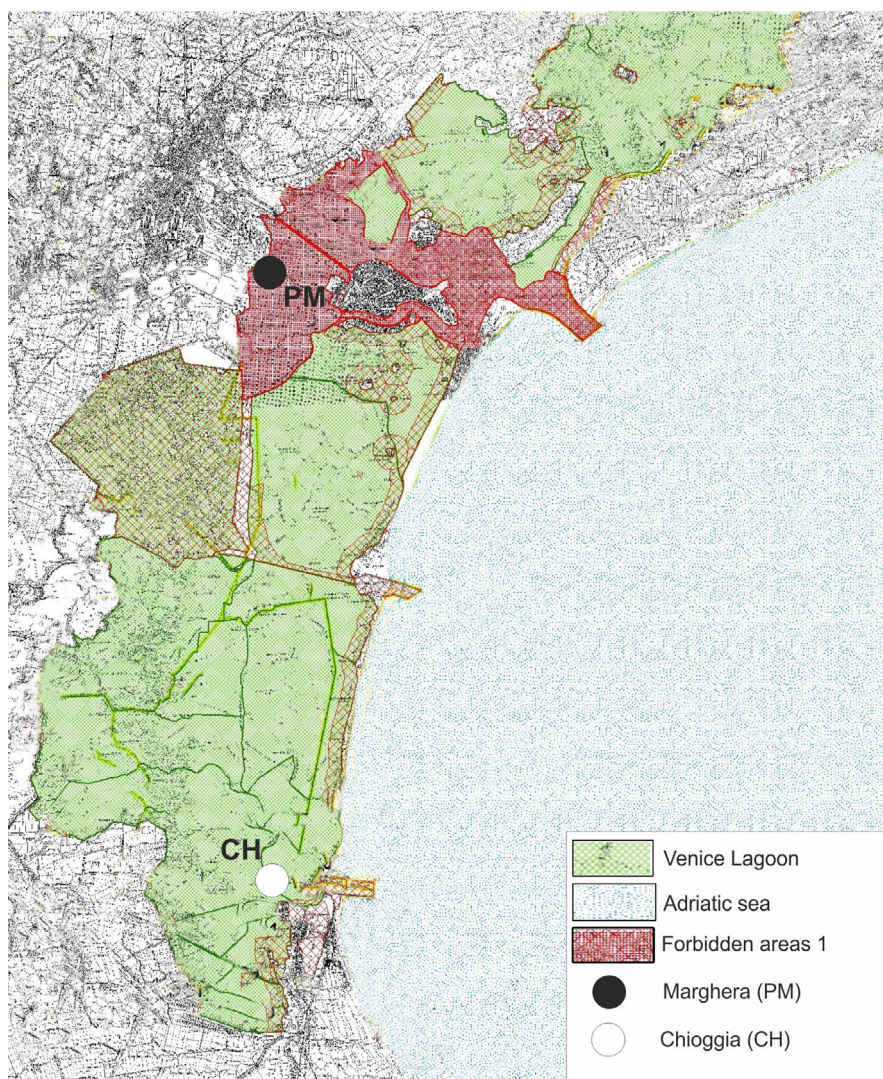 PM
CH
Venice Lagoon
Adriatic sea
Forbidden areas 1
Marghera (PM)
Chioggia (CH)